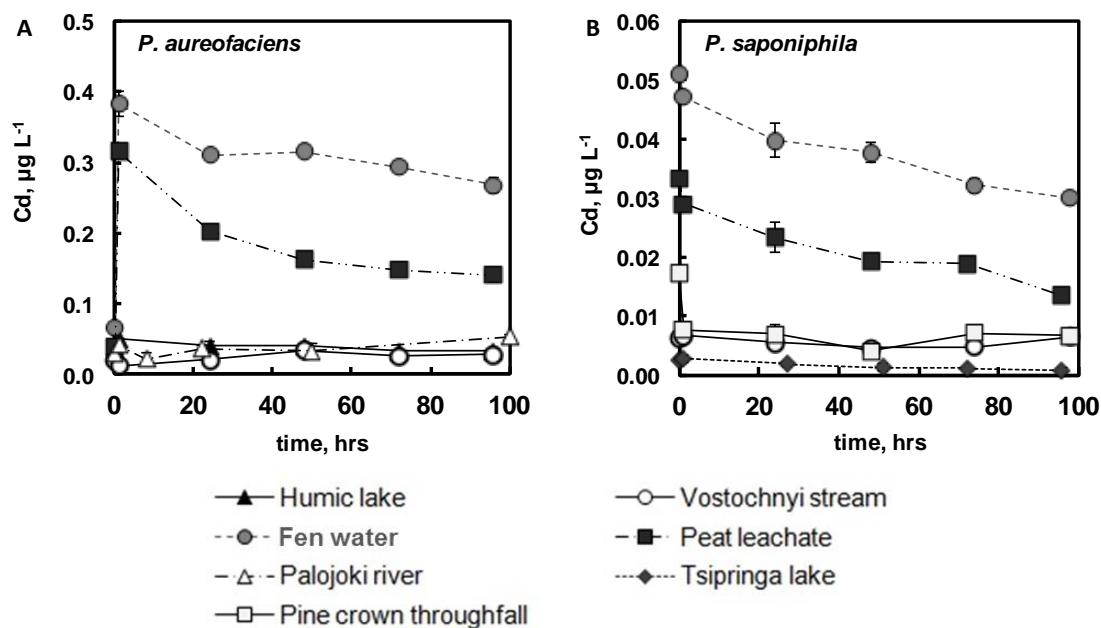 A
P. aureofaciens
Cd, µg L-1
0.5
0.4
0.3
0.2
0.1
0.0
0 20 40 60 80 100
time, hrs
B
P. saponiphila
Cd, µg L-1
0.06
0.05
0.04
0.03
0.02
0.01
0.00
0 20 40 60 80 100
time, hrs
Humic lake
Fen water
Palojoki river
Pine crown throughfall
Vostochnyi stream
Peat leachate
Tsipringa lake